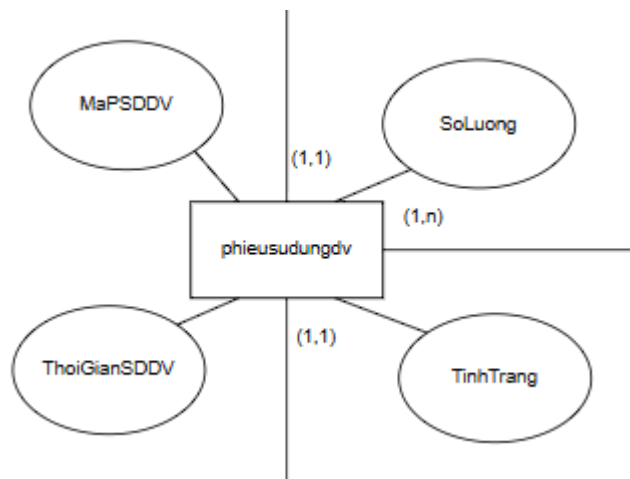 MaPSDDV
SoLuong
(1,1)
(1,n)
phieusudungdv
(1,1)
ThoiGianSDDV
TinhTrang